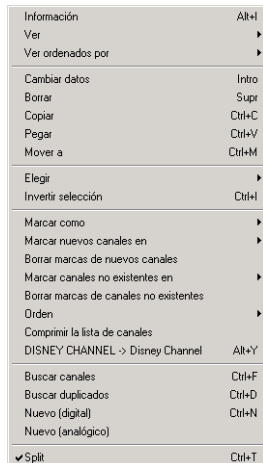 Información Alt+I
Ver
Ver ordenados por
Cambiar datos Intro
Borrar Supr
Copiar Ctrl+C
Pegar Ctrl+V
Mover a Ctrl+M
Elegir
Invertir selección Ctrl+I
Marcar como
Marcar nuevos canales en
Borrar marcas de nuevos canales
Marcar canales no existentes en
Borrar marcas de canales no existentes
Orden
Comprimir la lista de canales
DISNEY CHANNEL -> Disney Channel Alt+Y
Buscar canales Ctrl+F
Buscar duplicados Ctrl+D
Nuevo (digital) Ctrl+N
Nuevo (analógico)
Split Ctrl+T